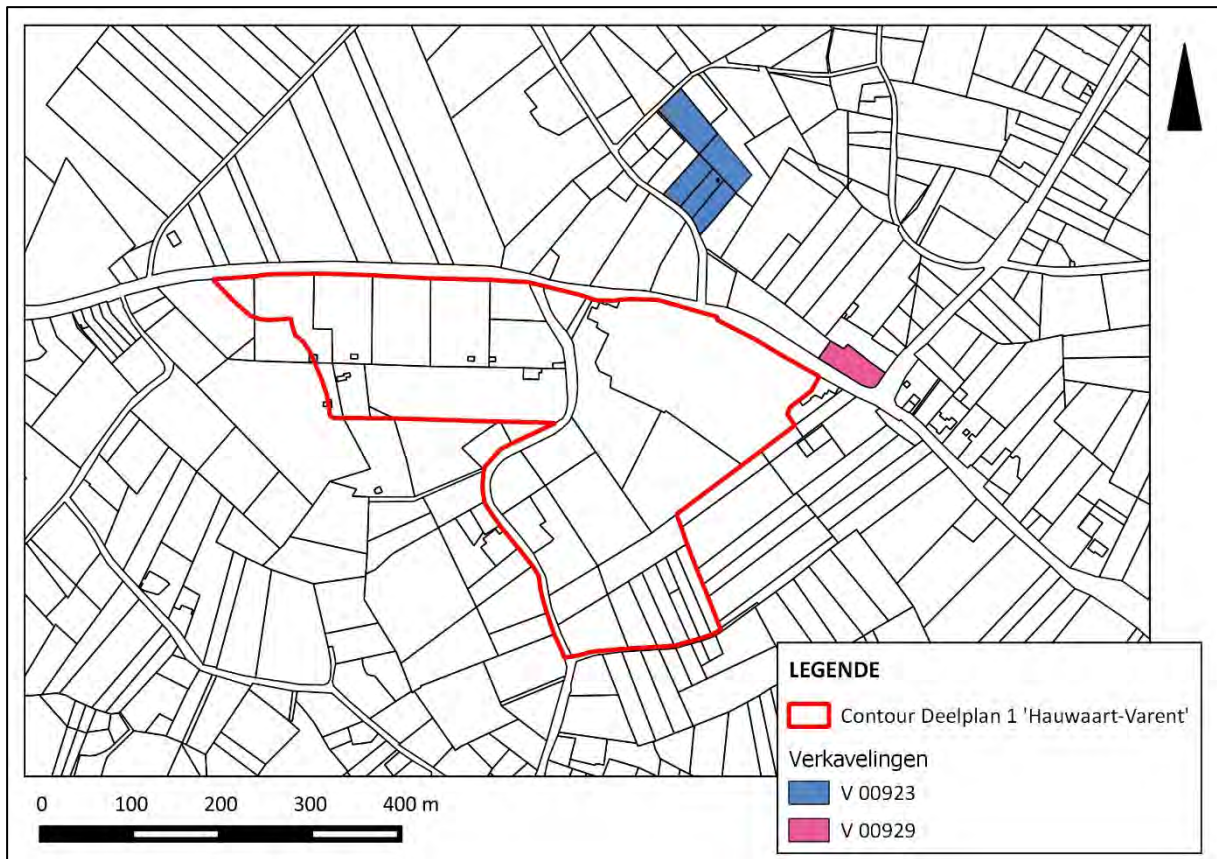 LEGENDE
Contour Deelplan 1 'Hauwaart-Varent'
Verkavelingen
V 00923
V 00929
0 100 200 300 400 m